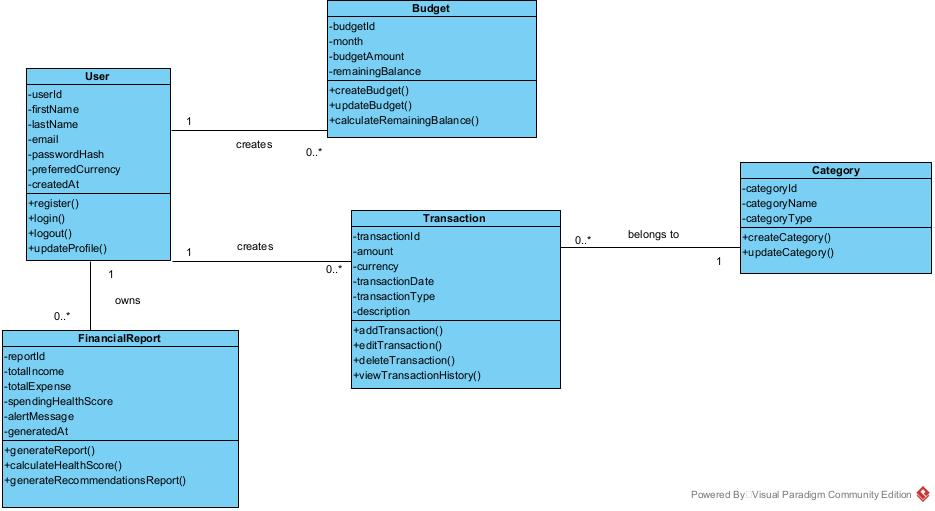 Budget
-budgetId
-month
-budgetAmount
-remainingBalance
+createBudget()
+updateBudget()
+calculateRemainingBalance()
User
-userId
-firstName
-lastName
-email
-passwordHash
-preferredCurrency
-createdAt
+register()
+login()
+logout()
+updateProfile()
1
creates
0..*
Category
-categoryId
-categoryName
-categoryType
+createCategory()
+updateCategory()
Transaction
-transactionId
-amount
-currency
-transactionDate
-transactionType
-description
+addTransaction()
+editTransaction()
+deleteTransaction()
+viewTransactionHistory()
0..*
belongs to
1
1
creates
0..*
1
owns
0..*
FinancialReport
-reportId
-totalIncome
-totalExpense
-spendingHealthScore
-alertMessage
-generatedAt
+generateReport()
+calculateHealthScore()
+generateRecommendationsReport()
Powered By Visual Paradigm Community Edition